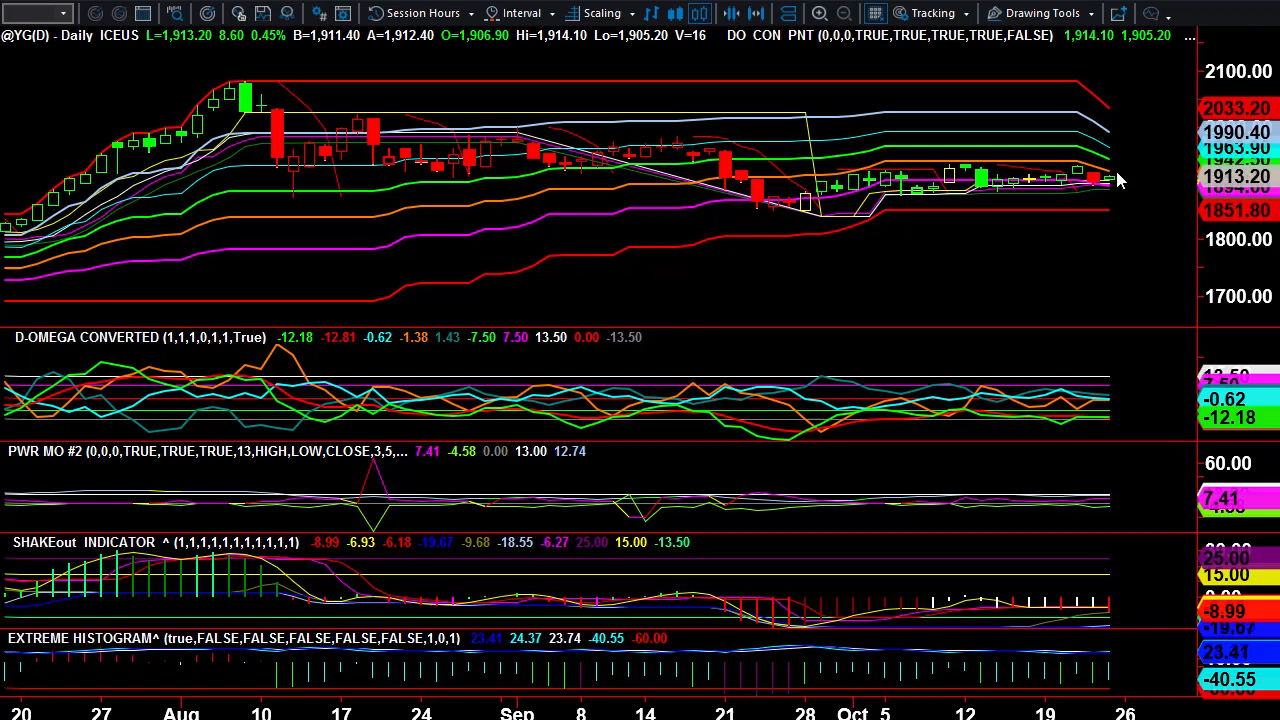 Session Hours Interval Scaling Tracking Drawing Tools
@YG(D) - Daily ICEUS L=1,913.20 8.60 0.45% B=1,911.40 A=1,912.40 O=1,906.90 Hi=1,914.10 Lo=1,905.20 V=16 DO CON PNT (0,0,0,TRUE,TRUE,TRUE,TRUE,FALSE) 1,914.10 1,905.20 ...
2100.00
2033.20
1990.40
1963.90
1913.20
1851.80
1800.00
1700.00
D-OMEGA CONVERTED (1,1,1,0,1,1,True) -12.18 -12.81 -0.62 -1.38 1.43 -7.50 7.50 13.50 0.00 -13.50
7.50
-0.62
-12.18
PWR MO #2 (0,0,0,TRUE,TRUE,TRUE,13,HIGH,LOW,CLOSE,3,5,... 7.41 -4.58 0.00 13.00 12.74
60.00
7.41
SHAKEout INDICATOR ^ (1,1,1,1,1,1,1,1,1,1,1) -8.99 -6.93 -6.18 -19.67 -9.68 -18.55 -6.27 25.00 15.00 -13.50
25.00
15.00
-8.99
-19.67
EXTREME HISTOGRAM^ (true,FALSE,FALSE,FALSE,FALSE,FALSE,1,0,1) 23.41 24.37 23.74 -40.55 -60.00
23.41
-40.55
20 27 Aug 10 17 24 Sep 8 14 21 28 Oct 5 12 19 26